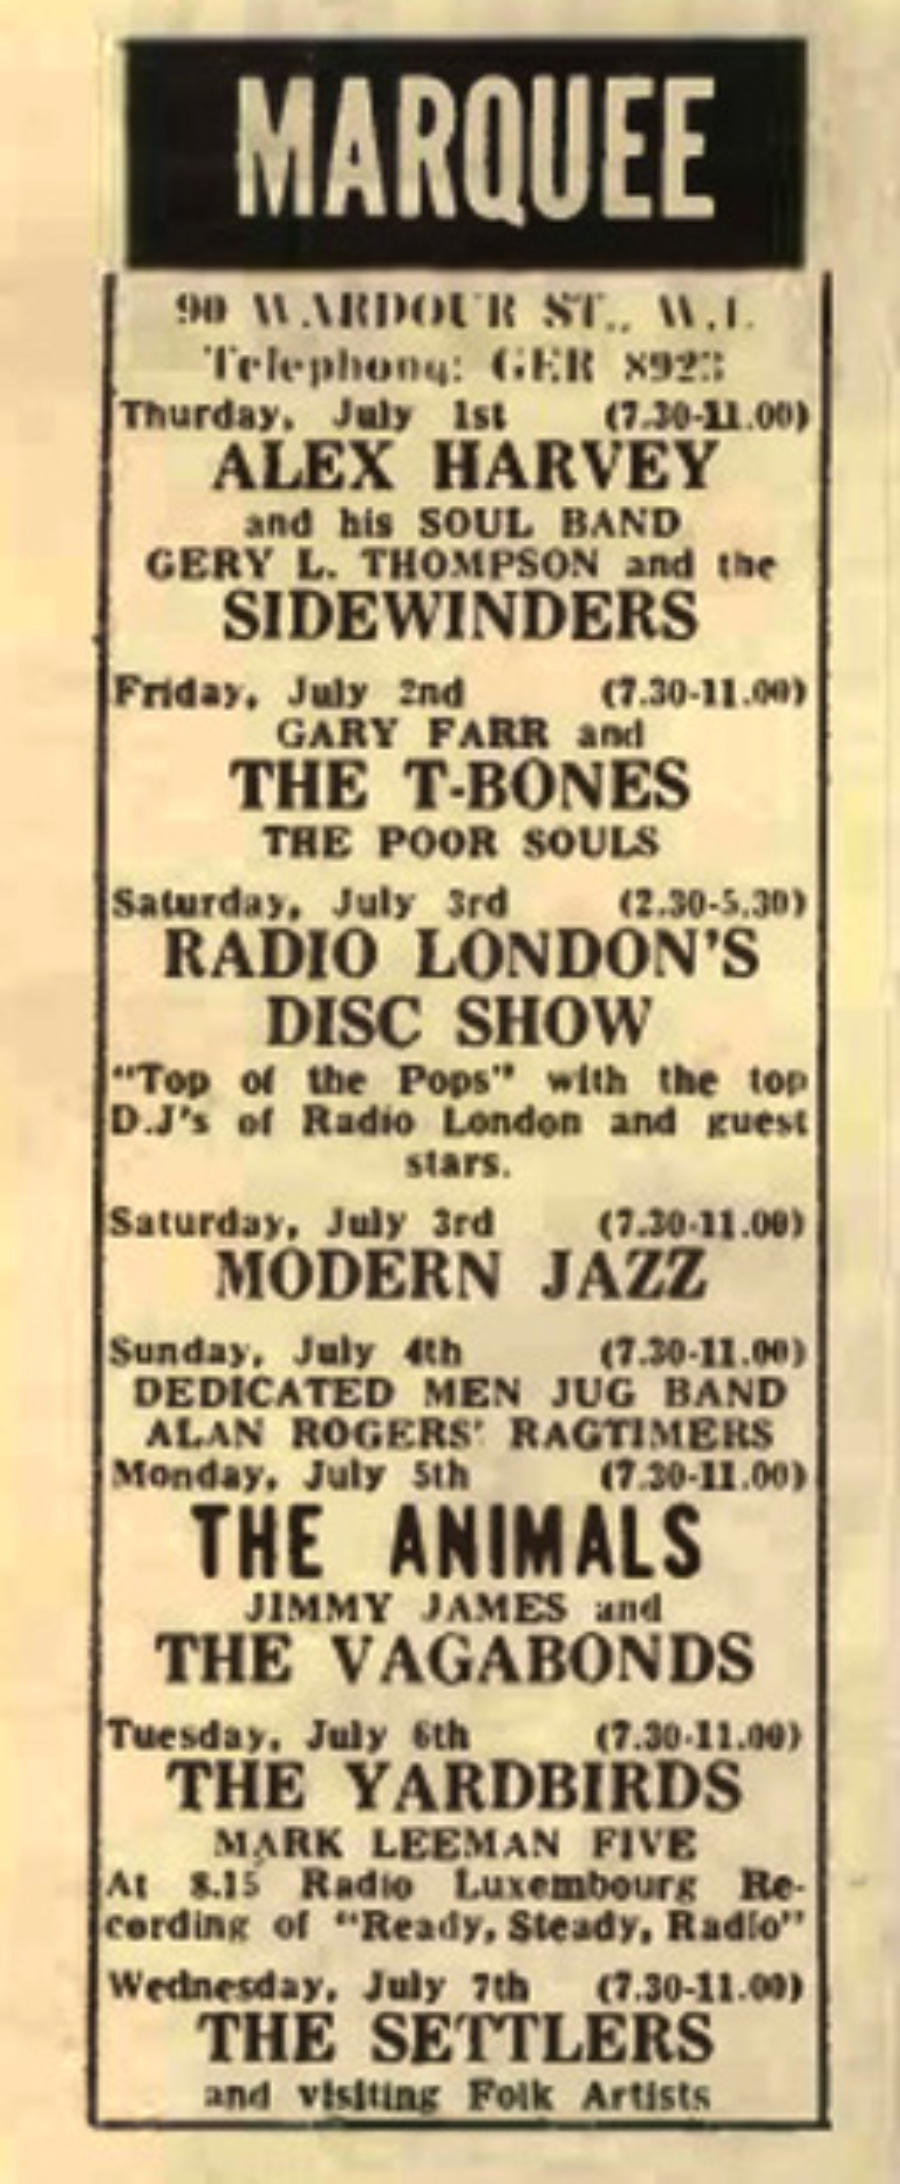 MARQUEE
90 WARDOUR ST., W.1.
Telephone: GER 8923
Thurday, July 1st (7.30-11.00)
ALEX HARVEY
and his SOUL BAND
GERY L. THOMPSON and the
SIDEWINDERS
Friday, July 2nd (7.30-11.00)
GARY FARR and
THE T-BONES
THE POOR SOULS
Saturday, July 3rd (2.30-5.30)
RADIO LONDON'S
DISC SHOW
"Top of the Pops" with the top
D.J's of Radio London and guest
stars.
Saturday, July 3rd (7.30-11.00)
MODERN JAZZ
Sunday, July 4th (7.30-11.00)
DEDICATED MEN JUG BAND
ALAN ROGERS' RAGTIMERS
Monday, July 5th (7.30-11.00)
THE ANIMALS
JIMMY JAMES and
THE VAGABONDS
Tuesday, July 6th (7.30-11.00)
THE YARDBIRDS
MARK LEEMAN FIVE
At 8.15 Radio Luxembourg Re-
cording of "Ready, Steady, Radio"
Wednesday, July 7th (7.30-11.00)
THE SETTLERS
and visiting Folk Artists